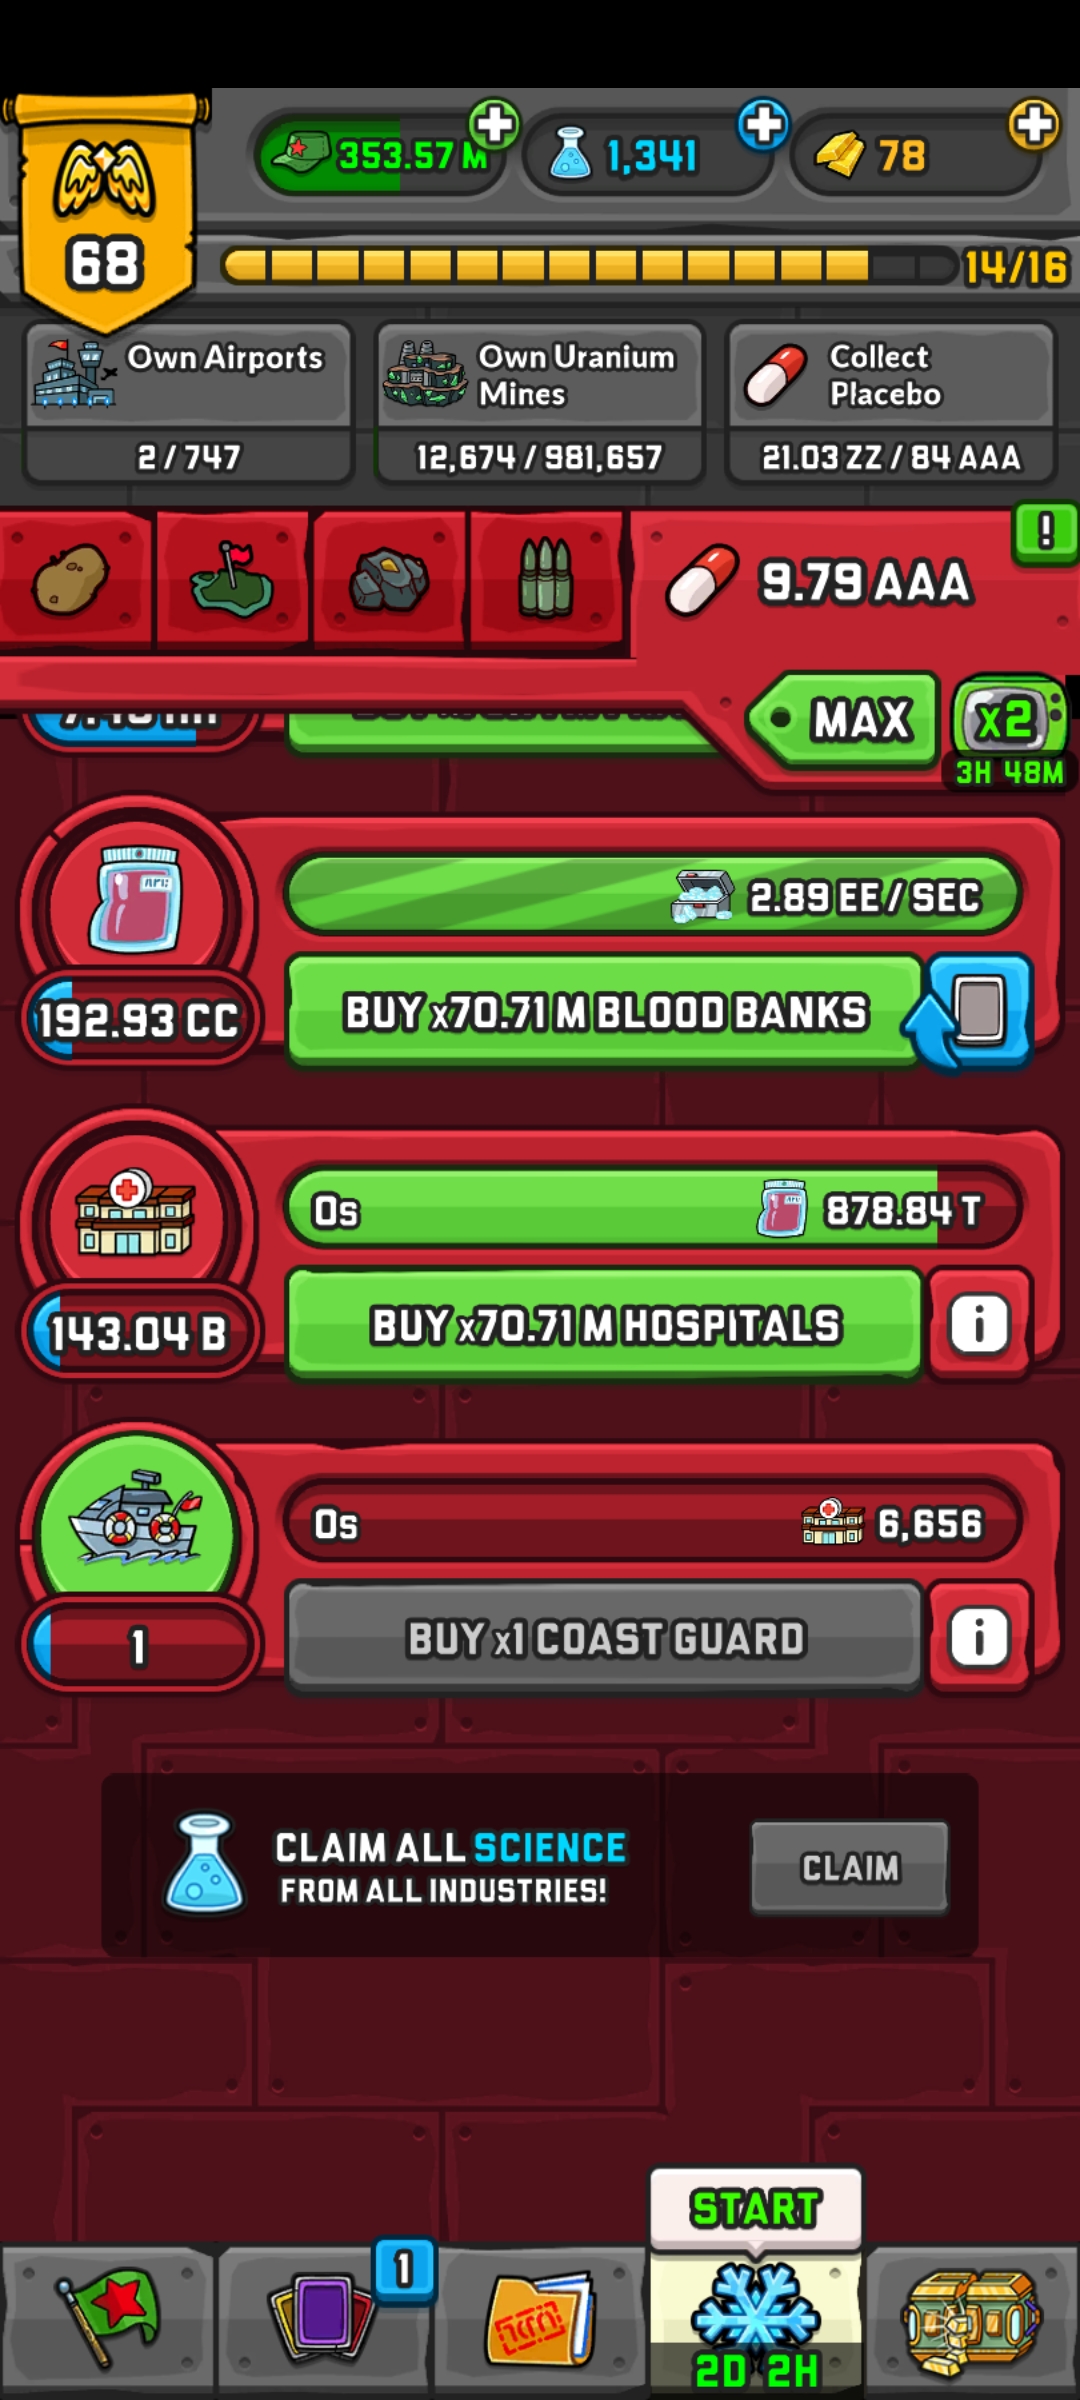 353.57 M
1,341
78
68
14/16
Own Airports
2 / 747
Own Uranium
Mines
12,674 / 981,657
Collect
Placebo
21.03 ZZ / 84 AAA
!
9.79 AAA
MAX
x2
3H 48M
2.89 EE / SEC
192.93 CC
BUY x70.71 M BLOOD BANKS
0s
878.84 T
143.04 B
BUY x70.71 M HOSPITALS
i
0s
6,656
1
BUY x1 COAST GUARD
i
CLAIM ALL SCIENCE
FROM ALL INDUSTRIES!
CLAIM
START
1
2D 2H